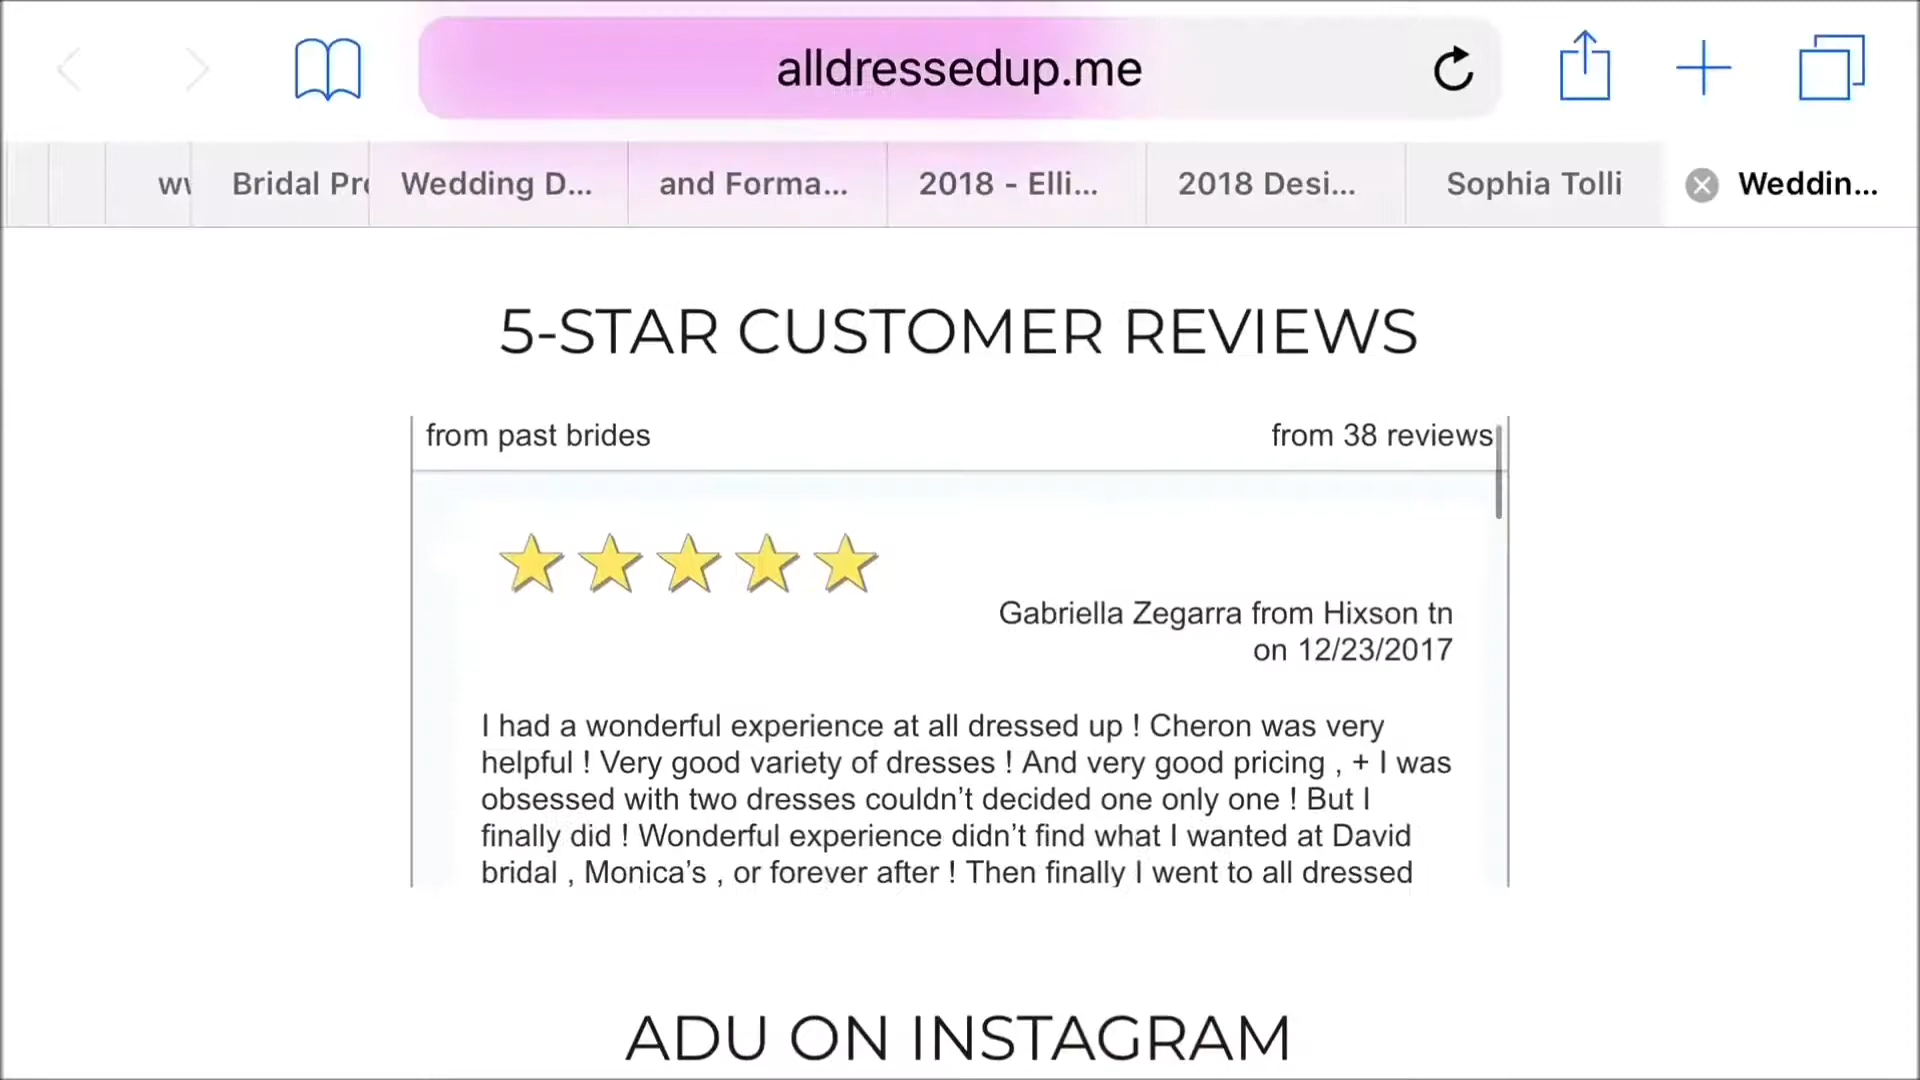 alldressedup.me
Bridal Pr
Wedding D...
and Forma...
2018 - Elli...
2018 Desi...
Sophia Tolli
Weddin...
5-STAR CUSTOMER REVIEWS
from past brides
from 38 reviews
Gabriella Zegarra from Hixson tn
on 12/23/2017
I had a wonderful experience at all dressed up ! Cheron was very
helpful ! Very good variety of dresses ! And very good pricing , + I was
obsessed with two dresses couldn’t decided one only one ! But I
finally did ! Wonderful experience didn’t find what I wanted at David
bridal , Monica’s , or forever after ! Then finally I went to all dressed
ADU ON INSTAGRAM